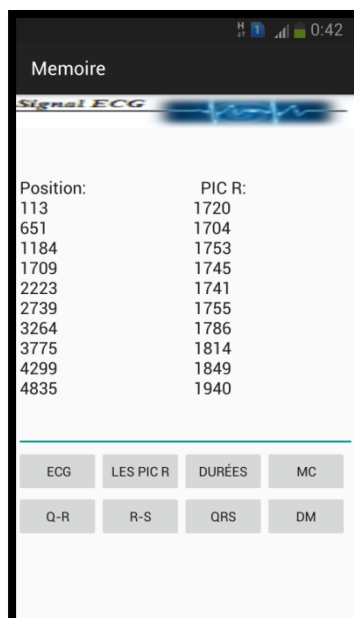 H 1 0:42
Memoire
Signal ECG
Position: PIC R:
113 1720
651 1704
1184 1753
1709 1745
2223 1741
2739 1755
3264 1786
3775 1814
4299 1849
4835 1940
ECG LES PIC R DURÉES MC
Q-R R-S QRS DM